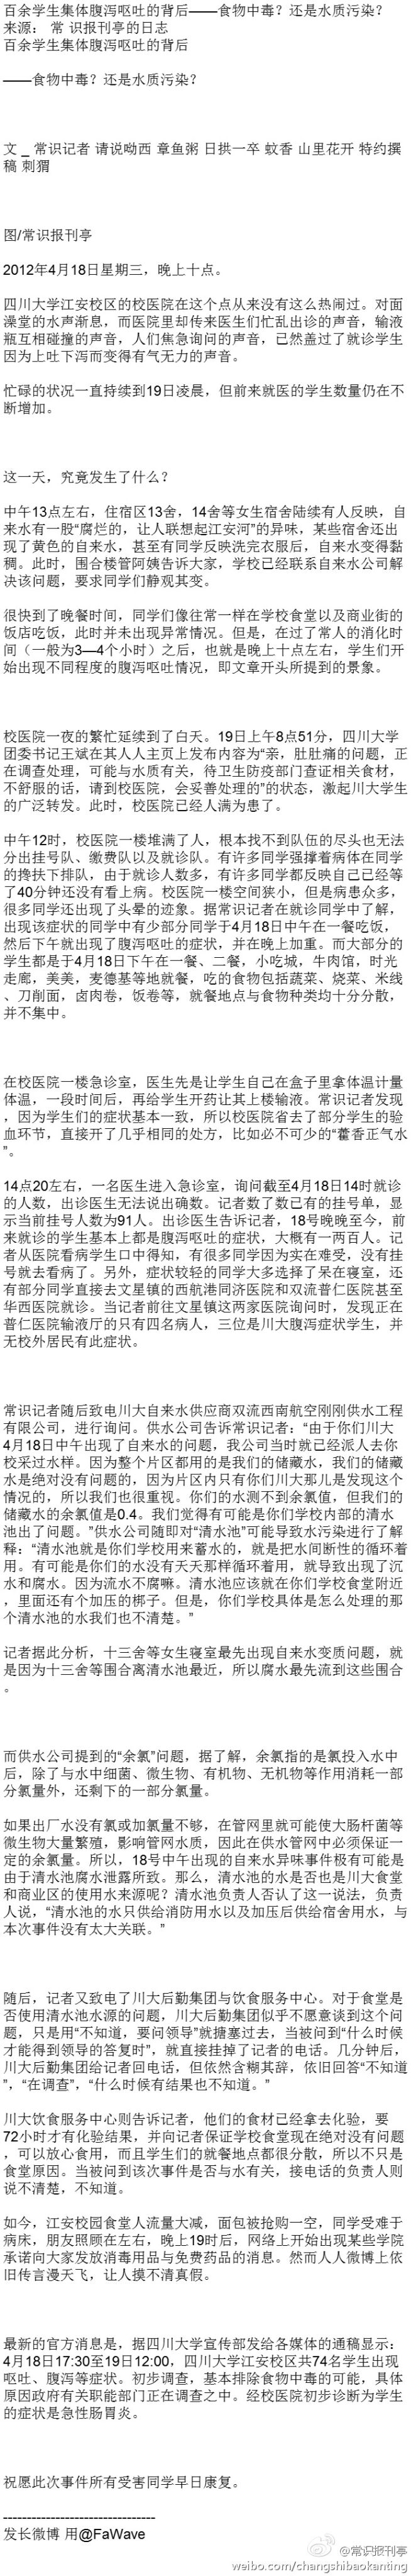 百余学生集体腹泻呕吐的背后——食物中毒？还是水质污染？
来源： 常 识报刊亭的日志
百余学生集体腹泻呕吐的背后
——食物中毒？还是水质污染？
文 _ 常识记者 请说呦西 章鱼粥 日拱一卒 蚊香 山里花开 特约撰
稿 刺猬
图/常识报刊亭
2012年4月18日星期三，晚上十点。
四川大学江安校区的校医院在这个点从来没有这么热闹过。对面
澡堂的水声渐息，而医院里却传来医生们忙乱出诊的声音，输液
瓶互相碰撞的声音，人们焦急询问的声音，已然盖过了就诊学生
因为上吐下泻而变得有气无力的声音。
忙碌的状况一直持续到19日凌晨，但前来就医的学生数量仍在不
断增加。
这一天，究竟发生了什么？
中午13点左右，住宿区13舍，14舍等女生宿舍陆续有人反映，自
来水有一股“腐烂的，让人联想起江安河”的异味，某些宿舍还出
现了黄色的自来水，甚至有同学反映洗完衣服后，自来水变得黏
稠。此时，围合楼管阿姨告诉大家，学校已经联系自来水公司解
决该问题，要求同学们静观其变。
很快到了晚餐时间，同学们像往常一样在学校食堂以及商业街的
饭店吃饭，此时并未出现异常情况。但是，在过了常人的消化时
间（一般为3—4个小时）之后，也就是晚上十点左右，学生们开
始出现不同程度的腹泻呕吐情况，即文章开头所提到的景象。
校医院一夜的繁忙延续到了白天。19日上午8点51分，四川大学
团委书记王斌在其人人主页上发布内容为“亲，肚肚痛的问题，正
在调查处理，可能与水质有关，待卫生防疫部门查证相关食材，
不舒服的话，请到校医院，会妥善处理的”的状态，激起川大学生
的广泛转发。此时，校医院已经人满为患了。
中午12时，校医院一楼堆满了人，根本找不到队伍的尽头也无法
分出挂号队、缴费队以及就诊队。有许多同学强撑着病体在同学
的搀扶下排队，由于就诊人数多，有许多同学都反映自己已经等
了40分钟还没有看上病。校医院一楼空间狭小，但是病患众多，
很多同学还出现了头晕的迹象。据常识记者在就诊同学中了解，
出现该症状的同学中有少部分同学于4月18日中午在一餐吃饭，
然后下午就出现了腹泻呕吐的症状，并在晚上加重。而大部分的
学生都是于4月18日下午在一餐、二餐，小吃城，牛肉馆，时光
走廊，美美，麦德基等地就餐，吃的食物包括蔬菜、烧菜、米线
、刀削面，卤肉卷，饭卷等，就餐地点与食物种类均十分分散，
并不集中。
在校医院一楼急诊室，医生先是让学生自己在盒子里拿体温计量
体温，一段时间后，再给学生开药让其上楼输液。常识记者发现
，因为学生们的症状基本一致，所以校医院省去了部分学生的验
血环节，直接开了几乎相同的处方，比如必不可少的“藿香正气水
”。
14点20左右，一名医生进入急诊室，询问截至4月18日14时就诊
的人数，出诊医生无法说出确数。记者数了数已有的挂号单，显
示当前挂号人数为91人。出诊医生告诉记者，18号晚晚至今，前
来就诊的学生基本上都是腹泻呕吐的症状，大概有一两百人。记
者从医院看病学生口中得知，有很多同学因为实在难受，没有挂
号就去看病了。另外，症状较轻的同学大多选择了呆在寝室，还
有部分同学直接去文星镇的西航港同济医院和双流普仁医院甚至
华西医院就诊。当记者前往文星镇这两家医院询问时，发现正在
普仁医院输液厅的只有四名病人，三位是川大腹泻症状学生，并
无校外居民有此症状。
常识记者随后致电川大自来水供应商双流西南航空刚刚供水工程
有限公司，进行询问。供水公司告诉常识记者：“由于你们川大
4月18日中午出现了自来水的问题，我公司当时就已经派人去你
校采过水样。因为整个片区都用的是我们的储藏水，我们的储藏
水是绝对没有问题的，因为片区内只有你们川大那儿是发现这个
情况的，所以我们也很重视。你们的水测不到余氯值，但我们的
储藏水的余氯值是0.4。我们觉得有可能是你们学校内部的清水
池出了问题。”供水公司随即对“清水池”可能导致水污染进行了解
释：“清水池就是你们学校用来蓄水的，就是把水间断性的循环着
用。有可能是你们的水没有天天那样循环着用，就导致出现了沉
水和腐水。因为流水不腐嘛。清水池应该就在你们学校食堂附近
，里面还有个加压的梆子。但是，你们学校具体是怎么处理的那
个清水池的水我们也不清楚。”
记者据此分析，十三舍等女生寝室最先出现自来水变质问题，就
是因为十三舍等围合离清水池最近，所以腐水最先流到这些围合
。
而供水公司提到的“余氯”问题，据了解，余氯指的是氯投入水中
后，除了与水中细菌、微生物、有机物、无机物等作用消耗一部
分氯量外，还剩下的一部分氯量。
如果出厂水没有氯或加氯量不够，在管网里就可能使大肠杆菌等
微生物大量繁殖，影响管网水质，因此在供水管网中必须保证一
定的余氯量。所以，18号中午出现的自来水异味事件极有可能是
由于清水池腐水泄露所致。那么，清水池的水是否也是川大食堂
和商业区的使用水来源呢？清水池负责人否认了这一说法，负责
人说，“清水池的水只供给消防用水以及加压后供给宿舍用水，与
本次事件没有太大关联。”
随后，记者又致电了川大后勤集团与饮食服务中心。对于食堂是
否使用清水池水源的问题，川大后勤集团似乎不愿意谈到这个问
题，只是用“不知道，要问领导”就搪塞过去，当被问到“什么时候
才能得到领导的答复时”，就直接挂掉了记者的电话。几分钟后，
川大后勤集团给记者回电话，但依然含糊其辞，依旧回答“不知道
”，“在调查”，“什么时候有结果也不知道。”
川大饮食服务中心则告诉记者，他们的食材已经拿去化验，要
72小时才有化验结果，并向记者保证学校食堂现在绝对没有问题
，可以放心食用，而且学生们的就餐地点都很分散，所以不只是
食堂原因。当被问到该次事件是否与水有关，接电话的负责人则
说不清楚，不知道。
如今，江安校园食堂人流量大减，面包被抢购一空，同学受难于
病床，朋友照顾在左右，晚上19时后，网络上开始出现某些学院
承诺向大家发放消毒用品与免费药品的消息。然而人人微博上依
旧传言漫天飞，让人摸不清真假。
最新的官方消息是，据四川大学宣传部发给各媒体的通稿显示：
4月18日17:30至19日12:00，四川大学江安校区共74名学生出现
呕吐、腹泻等症状。初步调查，基本排除食物中毒的可能，具体
原因政府有关职能部门正在调查之中。经校医院初步诊断为学生
的症状是急性肠胃炎。
祝愿此次事件所有受害同学早日康复。
--------------------------------
发长微博 用@FaWave
@常识报刊亭
weibo.com/changshibaokanting